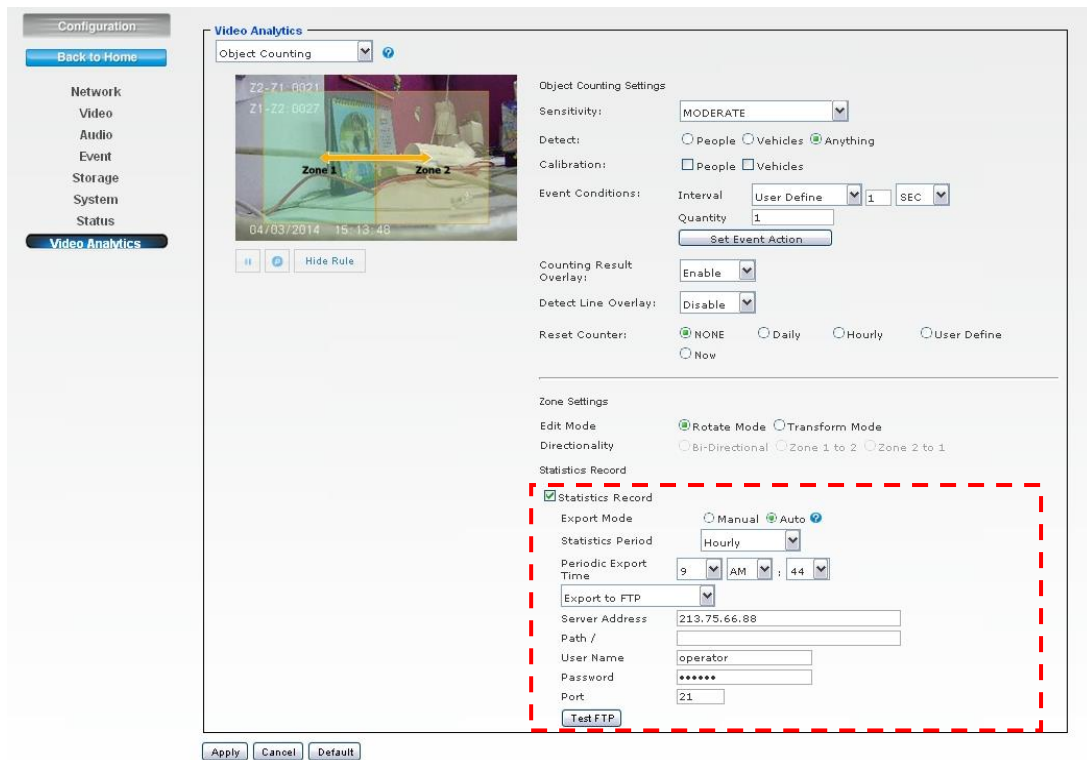 Configuration
Back to Home
Network
Video
Audio
Event
Storage
System
Status
Video Analytics
Video Analytics
Object Counting
Z2-Z1:0021
Z1-Z2:0027
Zone 1 Zone 2
04/03/2014 15:13:48
Hide Rule
Object Counting Settings
Sensitivity: MODERATE
Detect: People Vehicles Anything
Calibration: People Vehicles
Event Conditions: Interval User Define 1 SEC
Quantity 1
Set Event Action
Counting Result
Overlay: Enable
Detect Line Overlay: Disable
Reset Counter: NONE Daily Hourly User Define
Now
Zone Settings
Edit Mode Rotate Mode Transform Mode
Directionality Bi-Directional Zone 1 to 2 Zone 2 to 1
Statistics Record
Statistics Record
Export Mode Manual Auto
Statistics Period Hourly
Periodic Export
Time 9 AM : 44
Export to FTP
Server Address 213.75.66.88
Path /
User Name operator
Password ••••••
Port 21
Test FTP
Apply Cancel Default